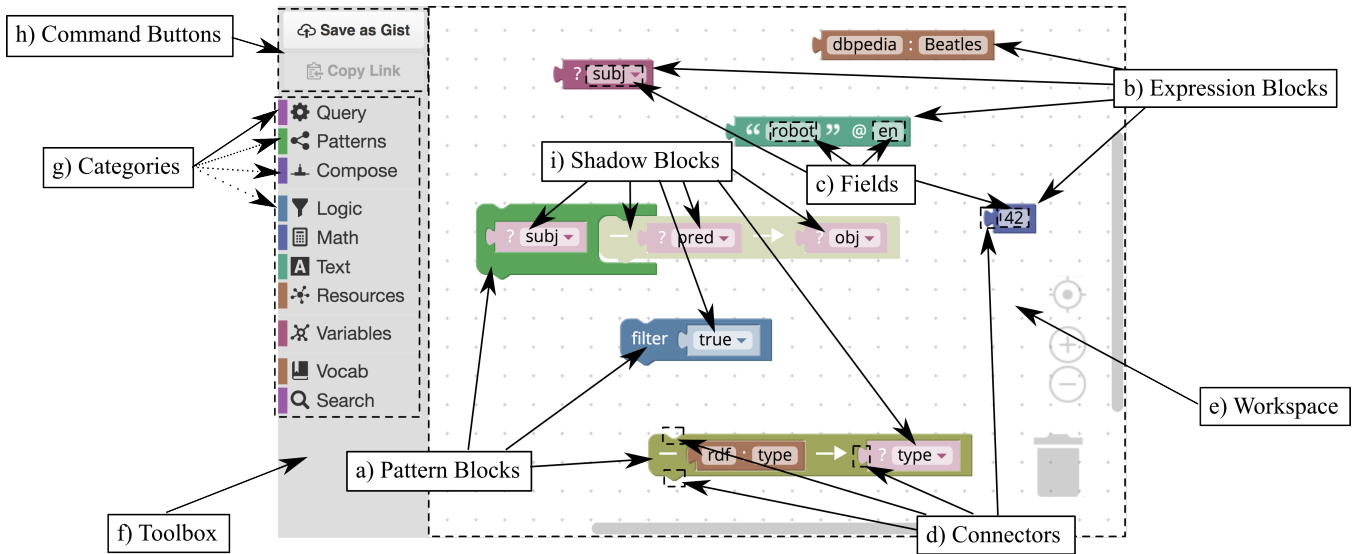 h) Command Buttons
Save as Gist
Copy Link
dbpedia : Beatles
? subj
b) Expression Blocks
Query
“ robot ” @ en
Patterns
g) Categories
Compose
i) Shadow Blocks
c) Fields
Logic
42
Math
? subj
? pred
? obj
Text
Resources
Variables
filter true
Vocab
Search
e) Workspace
rdf : type
? type
a) Pattern Blocks
f) Toolbox
d) Connectors